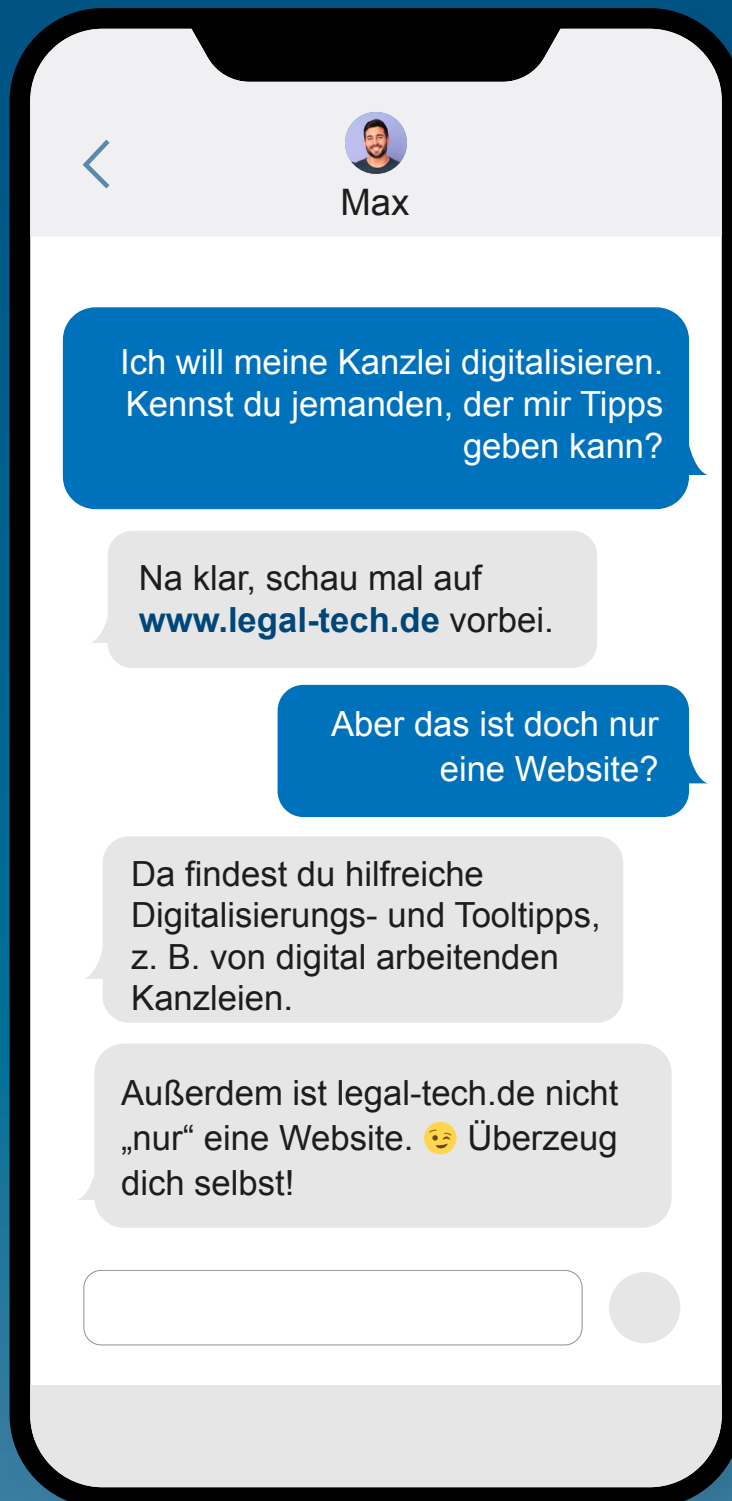 Max
Ich will meine Kanzlei digitalisieren.
Kennst du jemanden, der mir Tipps
geben kann?
Na klar, schau mal auf
www.legal-tech.de vorbei.
Aber das ist doch nur
eine Website?
Da findest du hilfreiche
Digitalisierungs- und Tooltipps,
z. B. von digital arbeitenden
Kanzleien.
Außerdem ist legal-tech.de nicht
„nur“ eine Website. 😉 Überzeug
dich selbst!